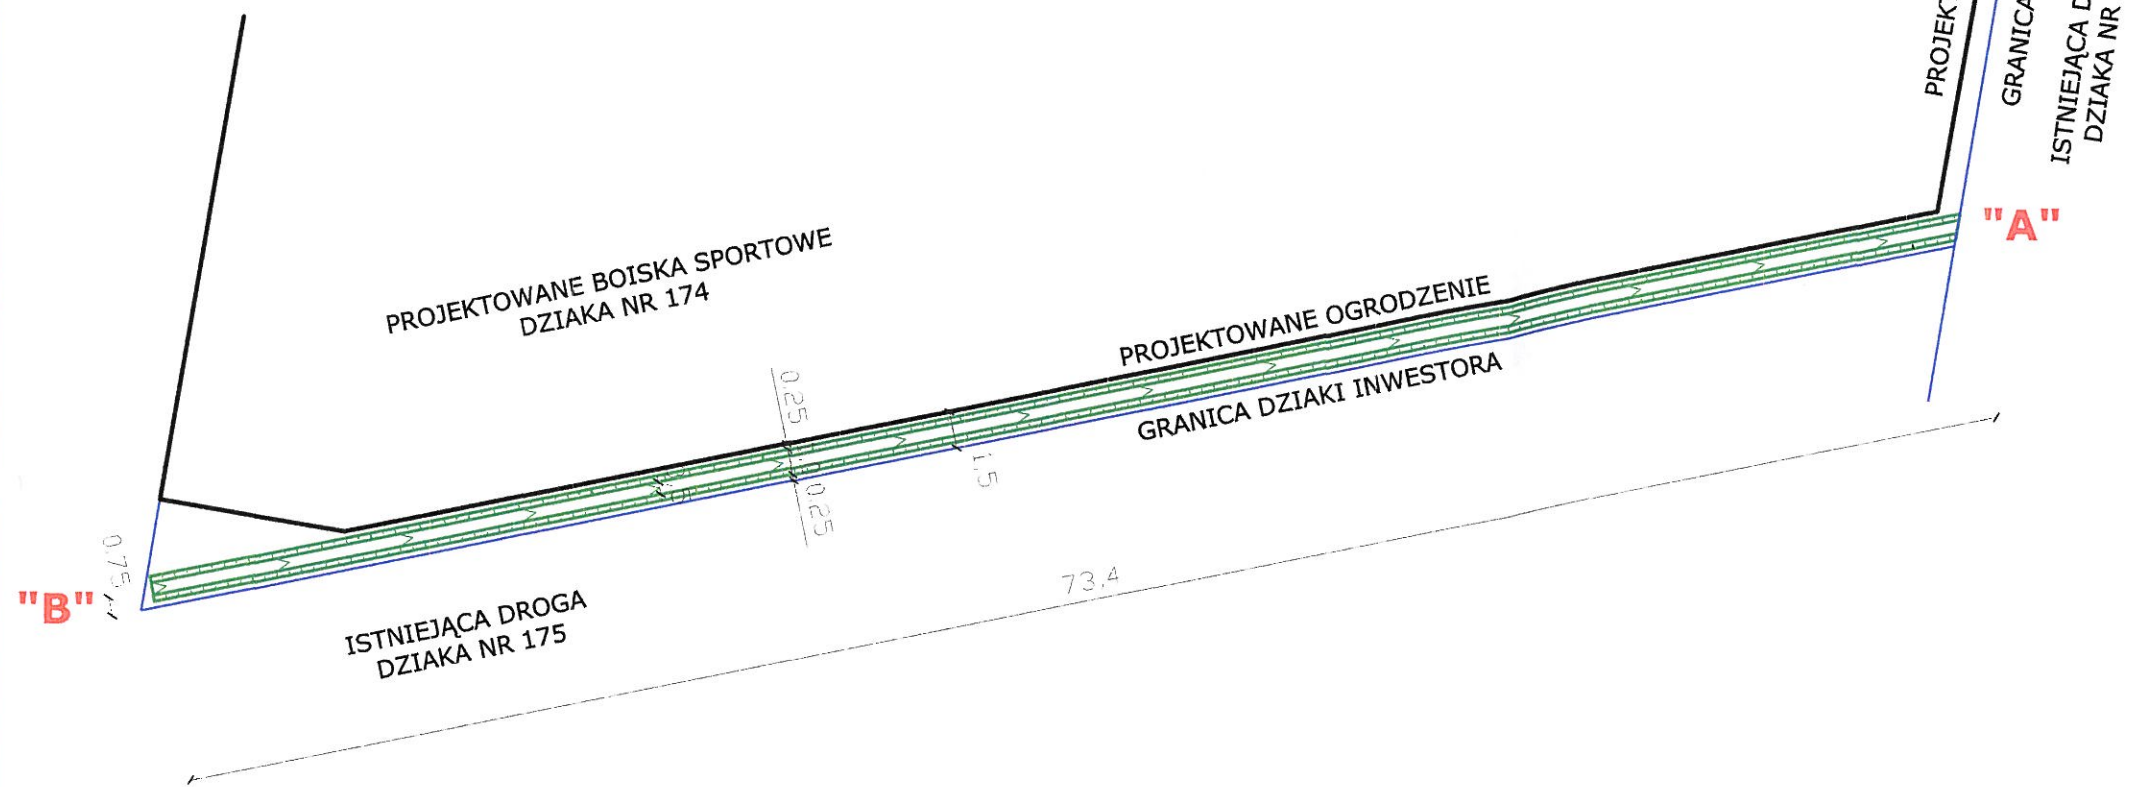 PROJEKT
GRANICA
ISTNIEJĄCA D
DZIAKA NR
"A"
PROJEKTOWANE BOISKA SPORTOWE
DZIAKA NR 174
PROJEKTOWANE OGRODZENIE
GRANICA DZIAKI INWESTORA
0.25
0.25
1.5
0.75
"B"
73.4
ISTNIEJĄCA DROGA
DZIAKA NR 175